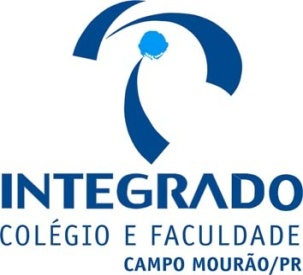 INTEGRADO
COLÉGIO E FACULDADE
CAMPO MOURÃO/PR